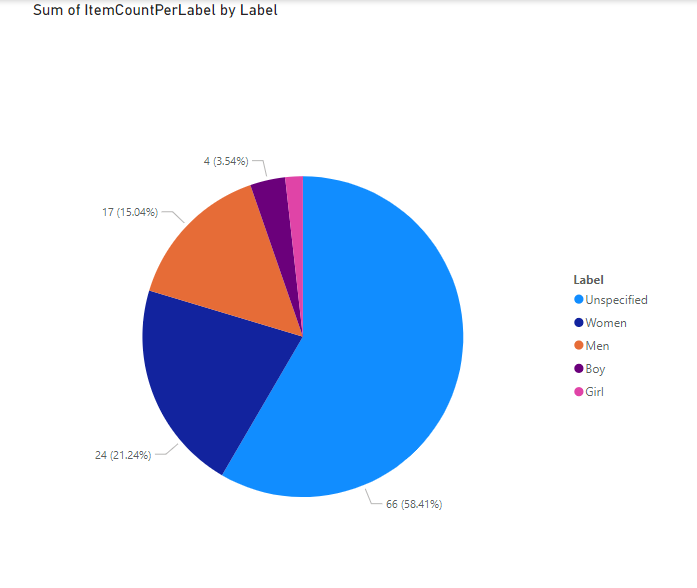 Sum of ItemCountPerLabel by Label
4 (3.54%)
17 (15.04%)
24 (21.24%)
66 (58.41%)
Label
Unspecified
Women
Men
Boy
Girl